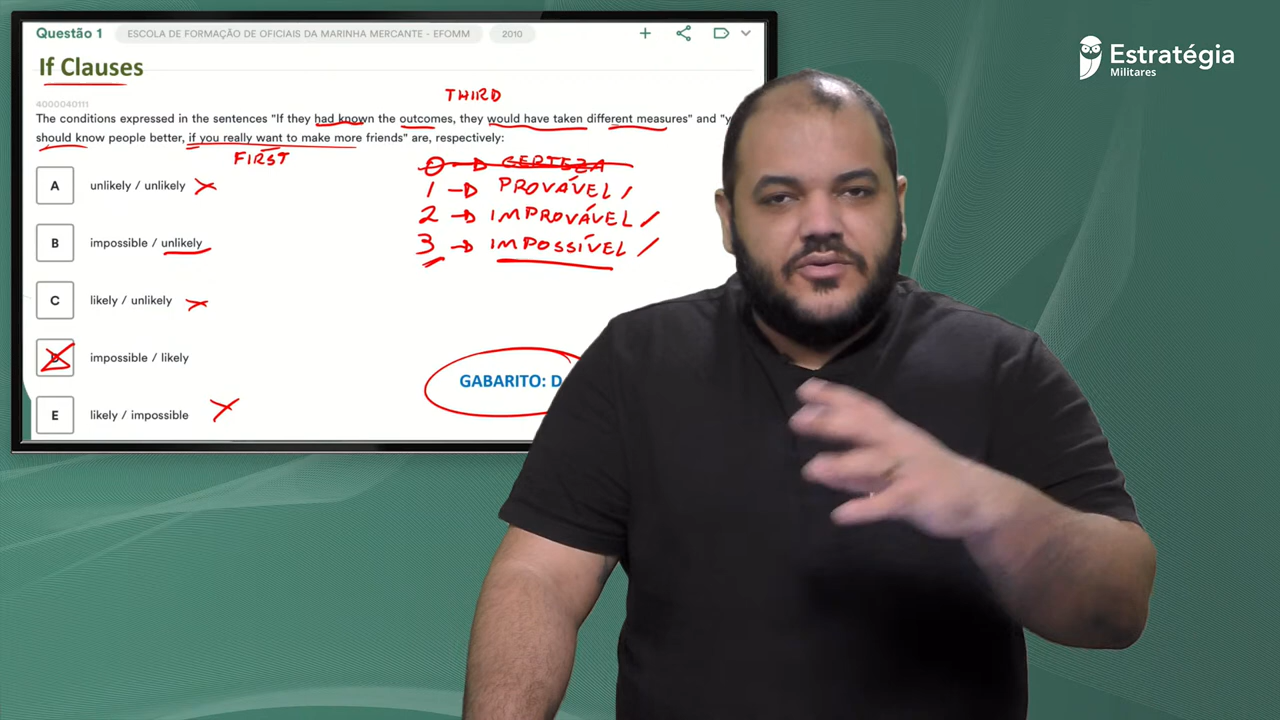 Questão 1 ESCOLA DE FORMAÇÃO DE OFICIAIS DA MARINHA MERCANTE - EFOMM 2010
If Clauses
4000040111
THIRD
The conditions expressed in the sentences "If they had known the outcomes, they would have taken different measures" and "y
should know people better, if you really want to make more friends" are, respectively:
FIRST
0 → CERTEZA
1 → PROVÁVEL /
2 → IMPROVÁVEL /
3 → IMPOSSÍVEL /
A unlikely / unlikely
B impossible / unlikely
C likely / unlikely
D impossible / likely
E likely / impossible
GABARITO: D
Estratégia
Militares